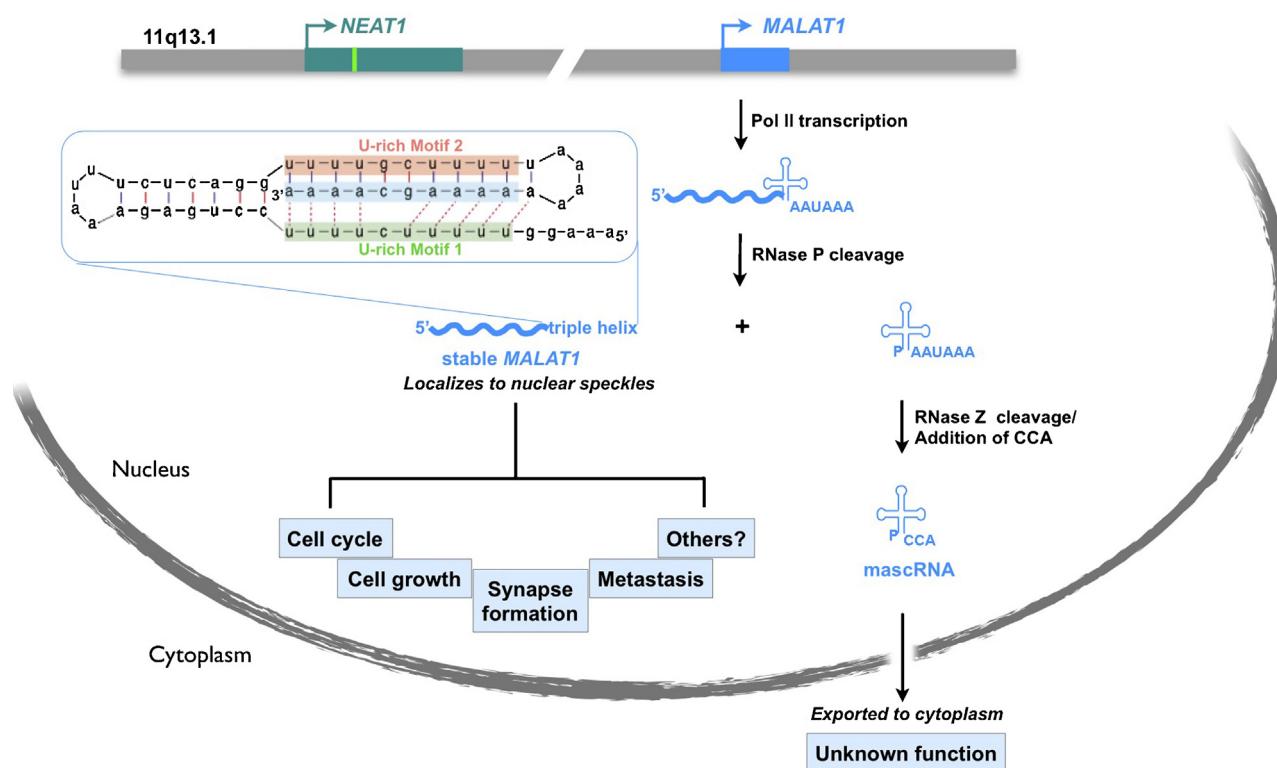 11q13.1
NEAT1
MALAT1
Pol II transcription
5'
AAUAAA
RNase P cleavage
U-rich Motif 2
u u u-c-u-c-a-g-g u-u-u-u-g-c-u-u-u-u-u a a a a
3' a-a-a-a-c-g-a-a-a-a-a
a a a-g-a-g-u-c-c
u-u-u-u-c-u-u-u-u-u-g-g-a-a-a 5'
U-rich Motif 1
5' triple helix
stable MALAT1
Localizes to nuclear speckles
+
P AAUAAA
RNase Z cleavage/
Addition of CCA
P CCA
mascRNA
Nucleus
Cell cycle
Cell growth
Synapse
formation
Metastasis
Others?
Cytoplasm
Exported to cytoplasm
Unknown function